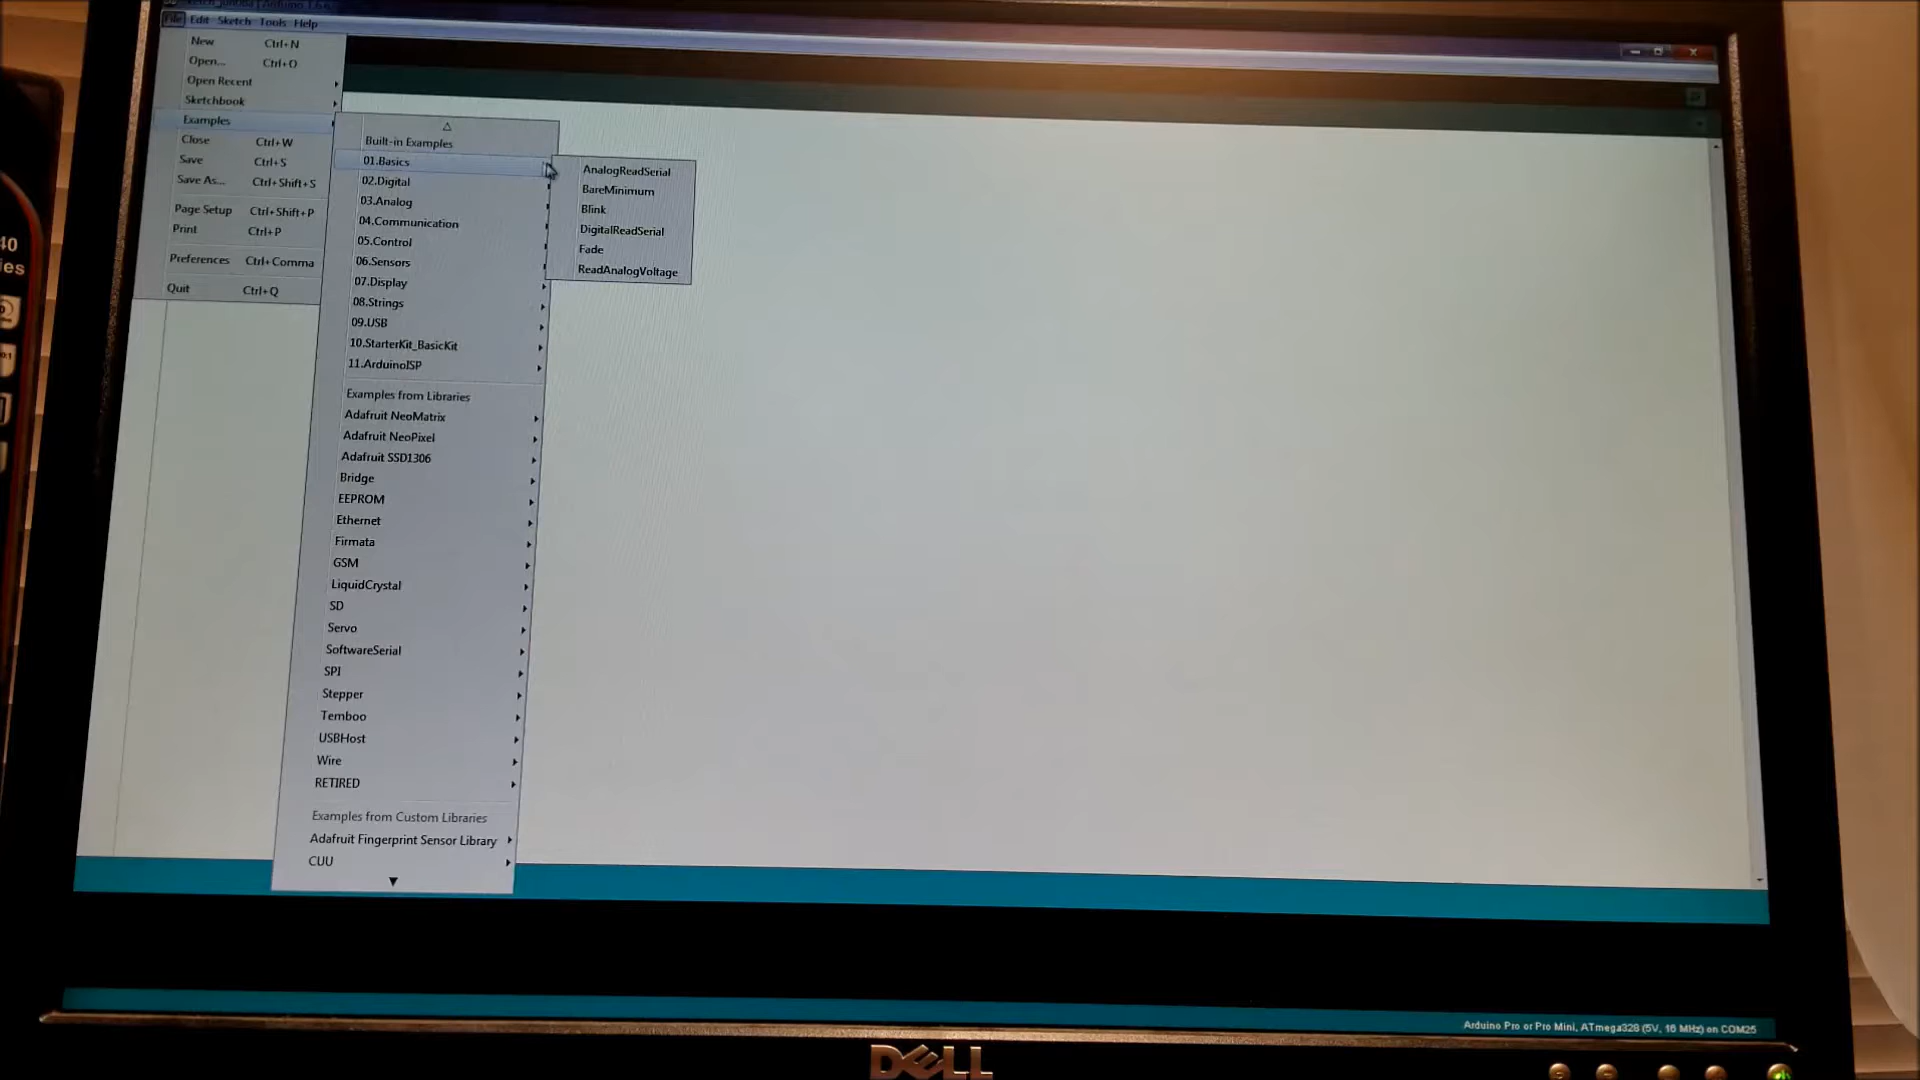 File Edit Sketch Tools Help
New Ctrl+N
Open... Ctrl+O
Open Recent
Sketchbook
Examples
Close Ctrl+W
Save Ctrl+S
Save As... Ctrl+Shift+S
Page Setup Ctrl+Shift+P
Print Ctrl+P
Preferences Ctrl+Comma
Quit Ctrl+Q
Built-in Examples
01.Basics
02.Digital
03.Analog
04.Communication
05.Control
06.Sensors
07.Display
08.Strings
09.USB
10.StarterKit_BasicKit
11.ArduinoISP
Examples from Libraries
Adafruit NeoMatrix
Adafruit NeoPixel
Adafruit SSD1306
Bridge
EEPROM
Ethernet
Firmata
GSM
LiquidCrystal
SD
Servo
SoftwareSerial
SPI
Stepper
Temboo
USBHost
Wire
RETIRED
Examples from Custom Libraries
Adafruit Fingerprint Sensor Library
CUU
AnalogReadSerial
BareMinimum
Blink
DigitalReadSerial
Fade
ReadAnalogVoltage
40
ies
Arduino Pro or Pro Mini, ATmega328 (5V, 16 MHz) on COM25
DELL